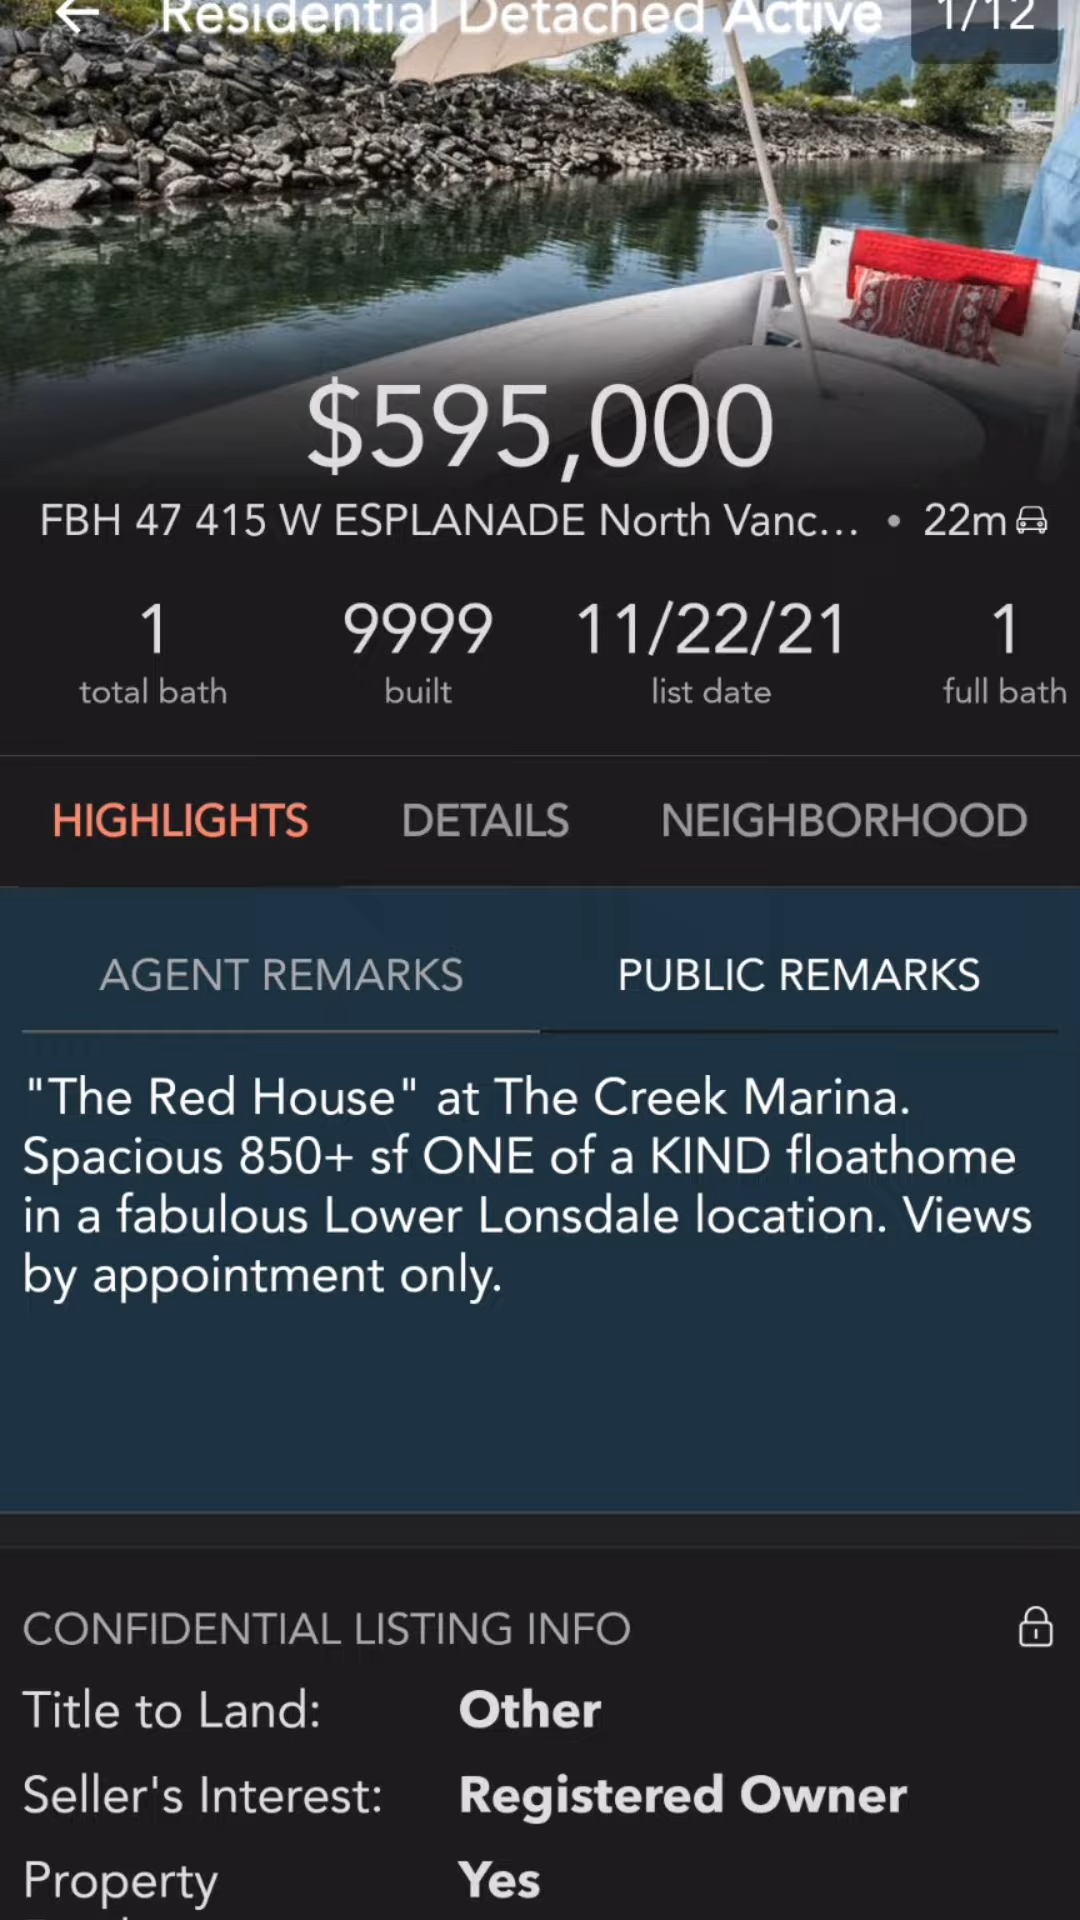 Residential Detached Active
1/12
$595,000
FBH 47 415 W ESPLANADE North Vanc... • 22m
1 9999 11/22/21 1
total bath built list date full bath
HIGHLIGHTS DETAILS NEIGHBORHOOD
AGENT REMARKS PUBLIC REMARKS
"The Red House" at The Creek Marina.
Spacious 850+ sf ONE of a KIND floathome
in a fabulous Lower Lonsdale location. Views
by appointment only.
CONFIDENTIAL LISTING INFO
Title to Land: Other
Seller's Interest: Registered Owner
Property Yes